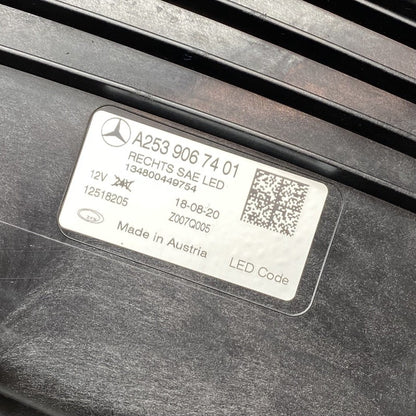 A253 906 74 01
RECHTS SAE LED
134800449754
12V 24V 18-08-20
12518205 Z007Q005
Made in Austria LED Code